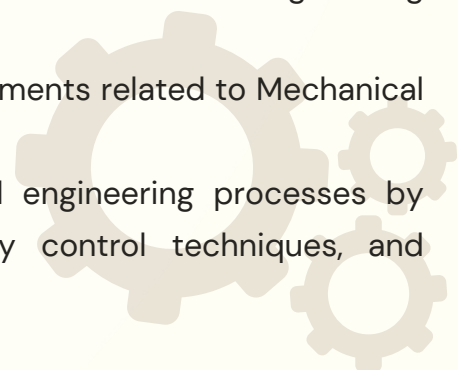 ments related to Mechanical
engineering processes by
y control techniques, and